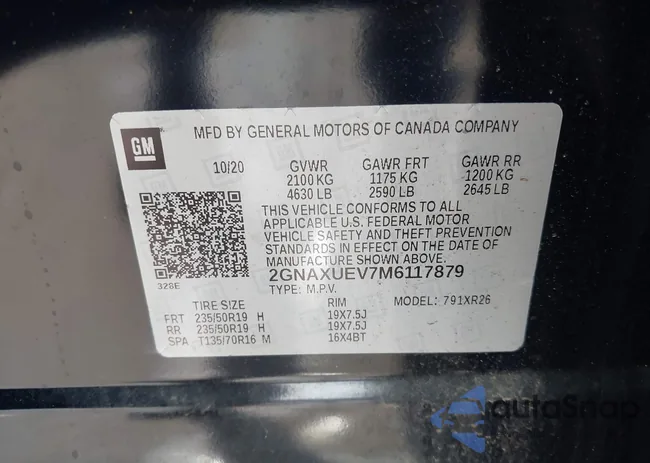 GM
MFD BY GENERAL MOTORS OF CANADA COMPANY
10/20 GVWR GAWR FRT GAWR RR
2100 KG 1175 KG 1200 KG
4630 LB 2590 LB 2645 LB
THIS VEHICLE CONFORMS TO ALL
APPLICABLE U.S. FEDERAL MOTOR
VEHICLE SAFETY AND THEFT PREVENTION
STANDARDS IN EFFECT ON THE DATE
OF MANUFACTURE SHOWN ABOVE.
2GNAXUEV7M6117879
328E
TYPE: M.P.V. MODEL: 791XR26
TIRE SIZE RIM
FRT 235/50R19 H 19X7.5J
RR 235/50R19 H 19X7.5J
SPA T135/70R16 M 16X4BT
autoSnap